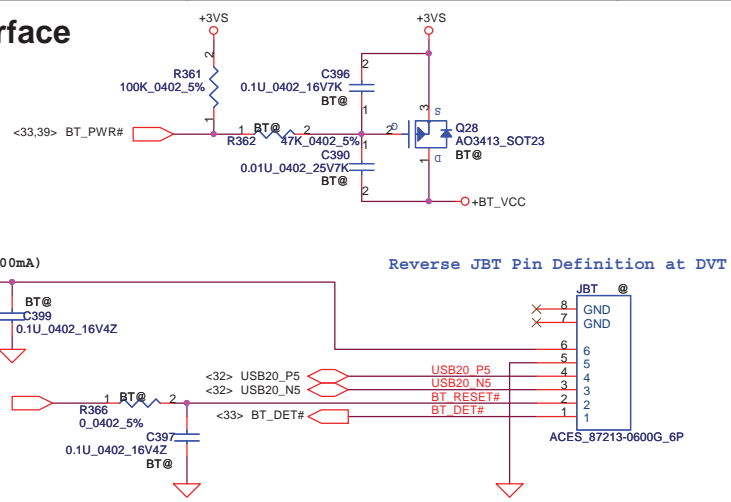 rface
+3VS
+3VS
2
R361
100K_0402_5%
1
C396
0.1U_0402_16V7K
BT@
2
1
<33,39> BT_PWR#
1
BT@
2
R362
47K_0402_5%
C390
0.01U_0402_25V7K
BT@
1
2
2
G
3
S
D
1
Q28
AO3413_SOT23
BT@
+BT_VCC
00mA)
Reverse JBT Pin Definition at DVT
BT@
C399
0.1U_0402_16V4Z
JBT @
8 GND
7 GND
6 6
5 5
<32> USB20_P5 USB20_P5 4 4
<32> USB20_N5 USB20_N5 3 3
BT_RESET# 2 2
<33> BT_DET# BT_DET# 1 1
ACES_87213-0600G_6P
1
BT@
2
R366
0_0402_5%
C397
0.1U_0402_16V4Z
BT@